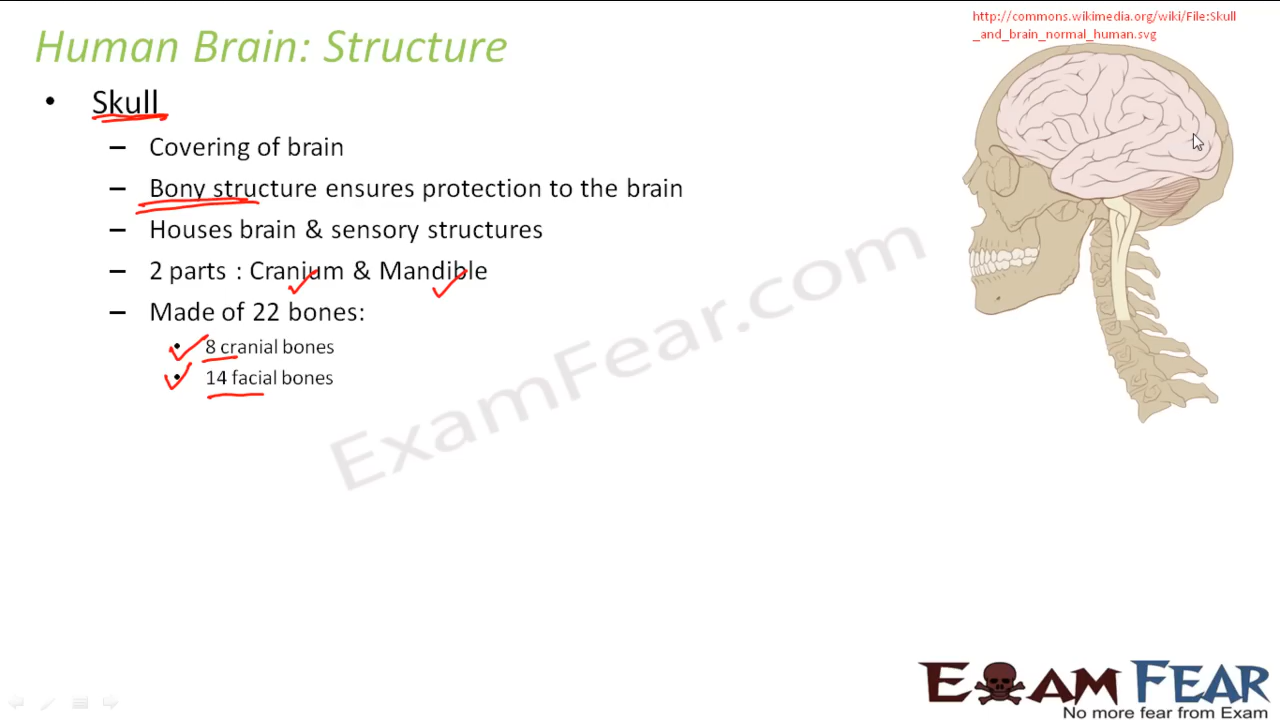 http://commons.wikimedia.org/wiki/File:Skull
_and_brain_normal_human.svg
Human Brain: Structure
• Skull
– Covering of brain
– Bony structure ensures protection to the brain
– Houses brain & sensory structures
– 2 parts : Cranium & Mandible
– Made of 22 bones:
• 8 cranial bones
• 14 facial bones
ExamFear.com
EXAM FEAR
No more fear from Exam